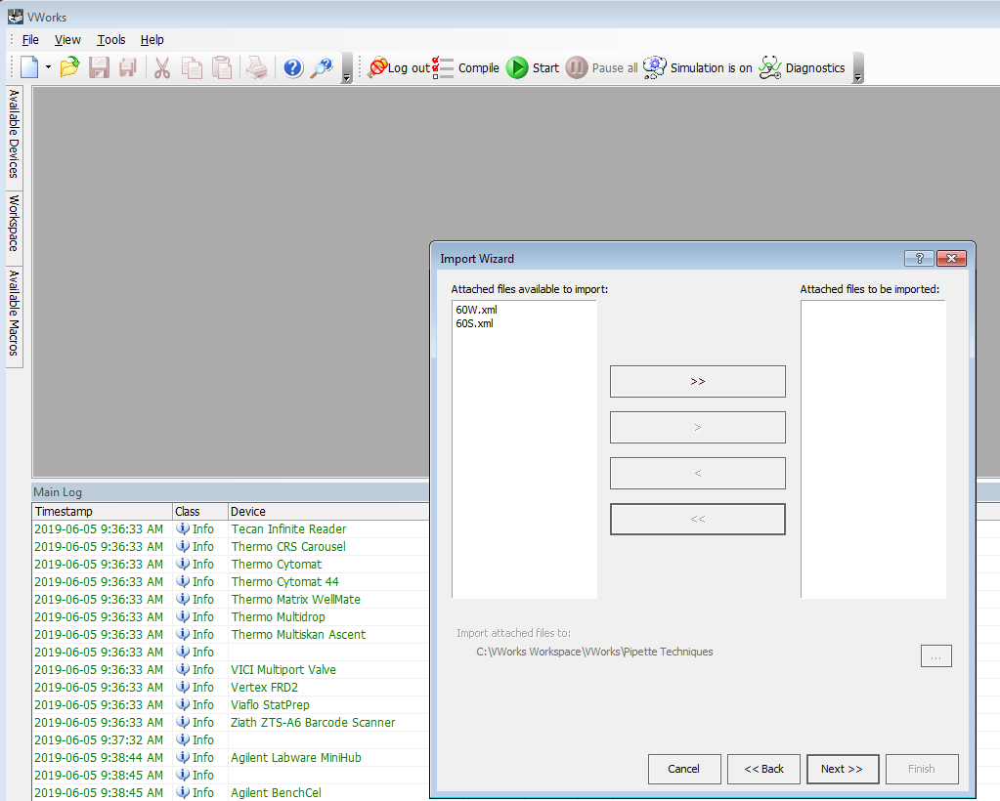 VWorks
File View Tools Help
Log out Compile Start Pause all Simulation is on Diagnostics
Available Devices
Workspace
Available Macros
Import Wizard
Attached files available to import:
60W.xml
60S.xml
>>
>
<
<<
Attached files to be imported:
Import attached files to:
C:\VWorks Workspace\VWorks\Pipette Techniques
...
Cancel << Back Next >> Finish
Main Log
Timestamp Class Device
2019-06-05 9:36:33 AM Info Tecan Infinite Reader
2019-06-05 9:36:33 AM Info Thermo CRS Carousel
2019-06-05 9:36:33 AM Info Thermo Cytomat
2019-06-05 9:36:33 AM Info Thermo Cytomat 44
2019-06-05 9:36:33 AM Info Thermo Matrix WellMate
2019-06-05 9:36:33 AM Info Thermo Multidrop
2019-06-05 9:36:33 AM Info Thermo Multiskan Ascent
2019-06-05 9:36:33 AM Info
2019-06-05 9:36:33 AM Info VICI Multiport Valve
2019-06-05 9:36:33 AM Info Vertex FRD2
2019-06-05 9:36:33 AM Info Viaflo StatPrep
2019-06-05 9:36:33 AM Info Ziath ZTS-A6 Barcode Scanner
2019-06-05 9:37:32 AM Info
2019-06-05 9:38:44 AM Info Agilent Labware MiniHub
2019-06-05 9:38:45 AM Info
2019-06-05 9:38:45 AM Info Agilent BenchCel